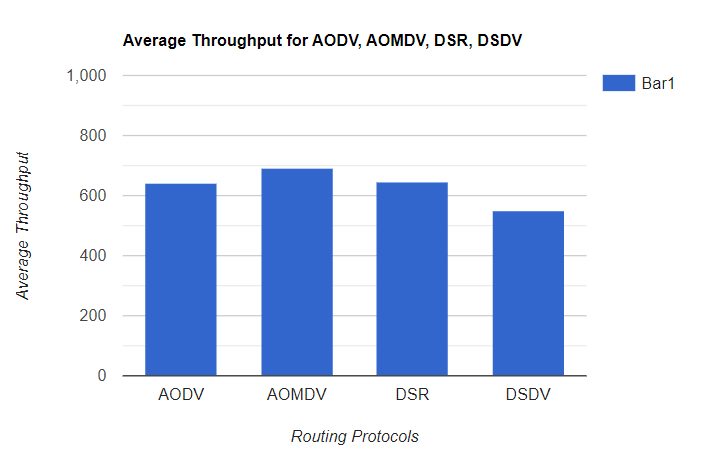 Average Throughput for AODV, AOMDV, DSR, DSDV
1,000
800
600
400
200
0
Average Throughput
AODV AOMDV DSR DSDV
Routing Protocols
Bar1